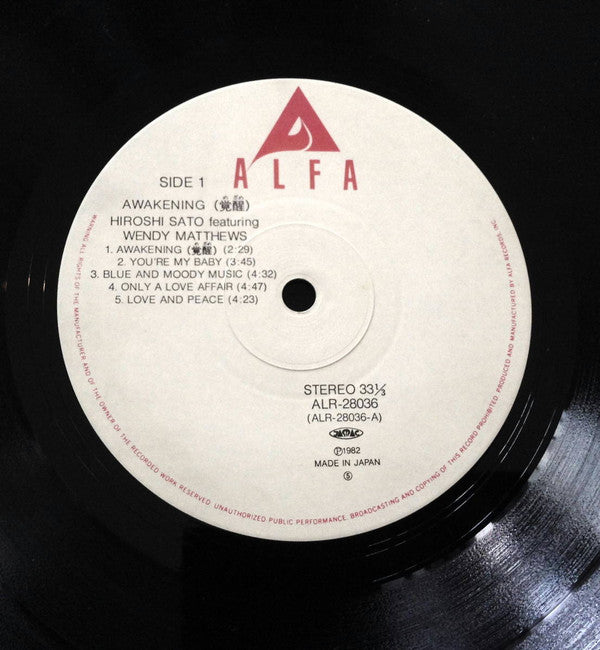 ALFA
SIDE 1
AWAKENING (覚醒)
HIROSHI SATO featuring
WENDY MATTHEWS
1. AWAKENING (覚醒) (2:29)
2. YOU'RE MY BABY (3:45)
3. BLUE AND MOODY MUSIC (4:32)
4. ONLY A LOVE AFFAIR (4:47)
5. LOVE AND PEACE (4:23)
STEREO 33⅓
ALR-28036
(ALR-28036-A)
JASRAC
Ⓟ1982
MADE IN JAPAN
⑤
WARNING: ALL RIGHTS OF THE MANUFACTURER AND OF THE OWNER OF THE RECORDED WORK RESERVED. UNAUTHORIZED PUBLIC PERFORMANCE, BROADCASTING AND COPYING OF THIS RECORD PROHIBITED. PRODUCED AND MANUFACTURED BY ALFA RECORDS, INC.